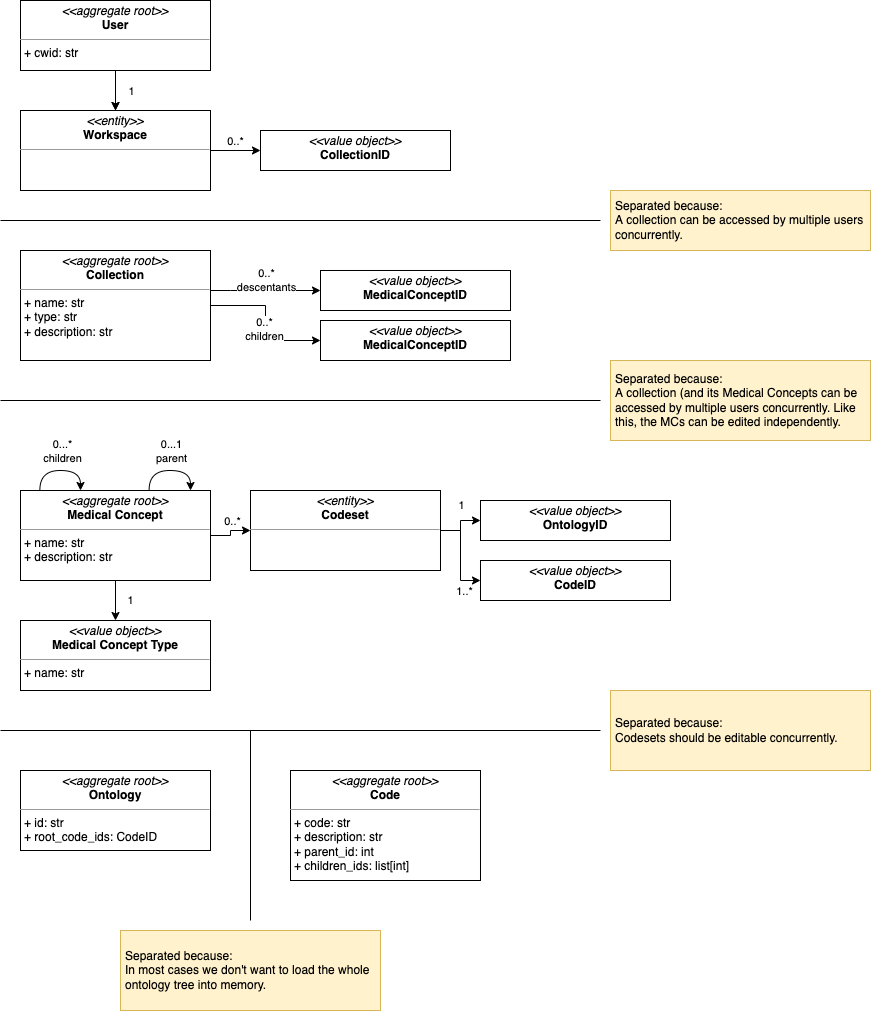 <<aggregate root>>
User
+ cwid: str
1
<<entity>>
Workspace
0..*
<<value object>>
CollectionID
Separated because:
A collection can be accessed by multiple users
concurrently.
<<aggregate root>>
Collection
+ name: str
+ type: str
+ description: str
0..*
descentants
<<value object>>
MedicalConceptID
0..*
children
<<value object>>
MedicalConceptID
Separated because:
A collection (and its Medical Concepts can be
accessed by multiple users concurrently. Like
this, the MCs can be edited independently.
0...*
children
0...1
parent
<<aggregate root>>
Medical Concept
+ name: str
+ description: str
0..*
<<entity>>
Codeset
1
<<value object>>
OntologyID
1..*
<<value object>>
CodeID
1
<<value object>>
Medical Concept Type
+ name: str
Separated because:
Codesets should be editable concurrently.
<<aggregate root>>
Ontology
+ id: str
+ root_code_ids: CodeID
<<aggregate root>>
Code
+ code: str
+ description: str
+ parent_id: int
+ children_ids: list[int]
Separated because:
In most cases we don't want to load the whole
ontology tree into memory.